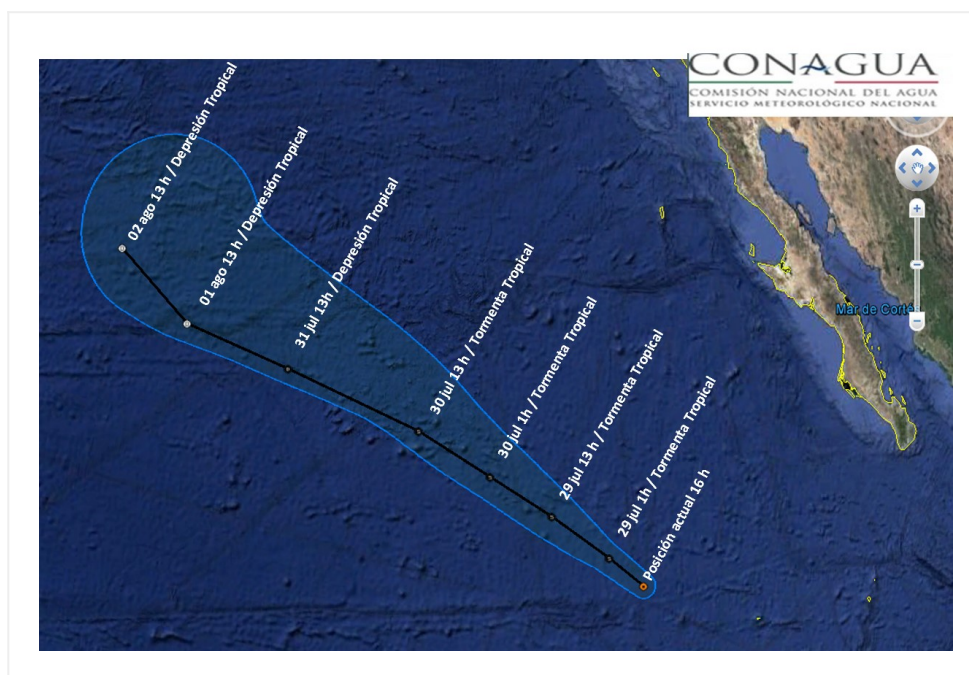 CONAGUA
COMISIÓN NACIONAL DEL AGUA
SERVICIO METEOROLÓGICO NACIONAL
02 ago 13 h / Depresión Tropical
01 ago 13 h / Depresión Tropical
31 jul 13h / Depresión Tropical
30 jul 13 h / Tormenta Tropical
30 jul 1h / Tormenta Tropical
29 jul 13 h / Tormenta Tropical
29 jul 1h / Tormenta Tropical
Posición actual 16 h
Mar de Corté